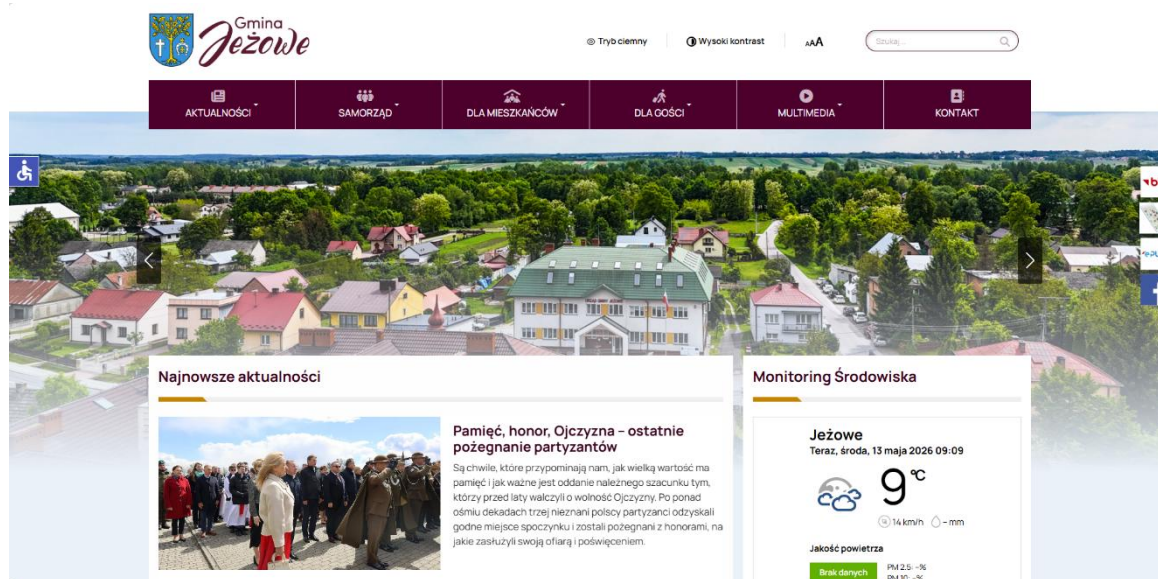 Gmina
Jeżowe
Tryb ciemny
Wysoki kontrast
AAA
Szukaj...
AKTUALNOŚCI
SAMORZĄD
DLA MIESZKAŃCÓW
DLA GOŚCI
MULTIMEDIA
KONTAKT
Najnowsze aktualności
Pamięć, honor, Ojczyzna – ostatnie
pożegnanie partyzantów
Są chwile, które przypominają nam, jak wielką wartość ma
pamięć i jak ważne jest oddanie należnego szacunku tym,
którzy przed laty walczyli o wolność Ojczyzny. Po ponad
ośmiu dekadach trzej nieznani polscy partyzanci odzyskali
godne miejsce spoczynku i zostali pożegnani z honorami, na
jakie zasłużyli swoją ofiarą i poświęceniem.
Monitoring Środowiska
Jeżowe
Teraz, środa, 13 maja 2026 09:09
9 °C
14 km/h – mm
Jakość powietrza
Brak danych
PM 2.5: -%
PM 10: -%